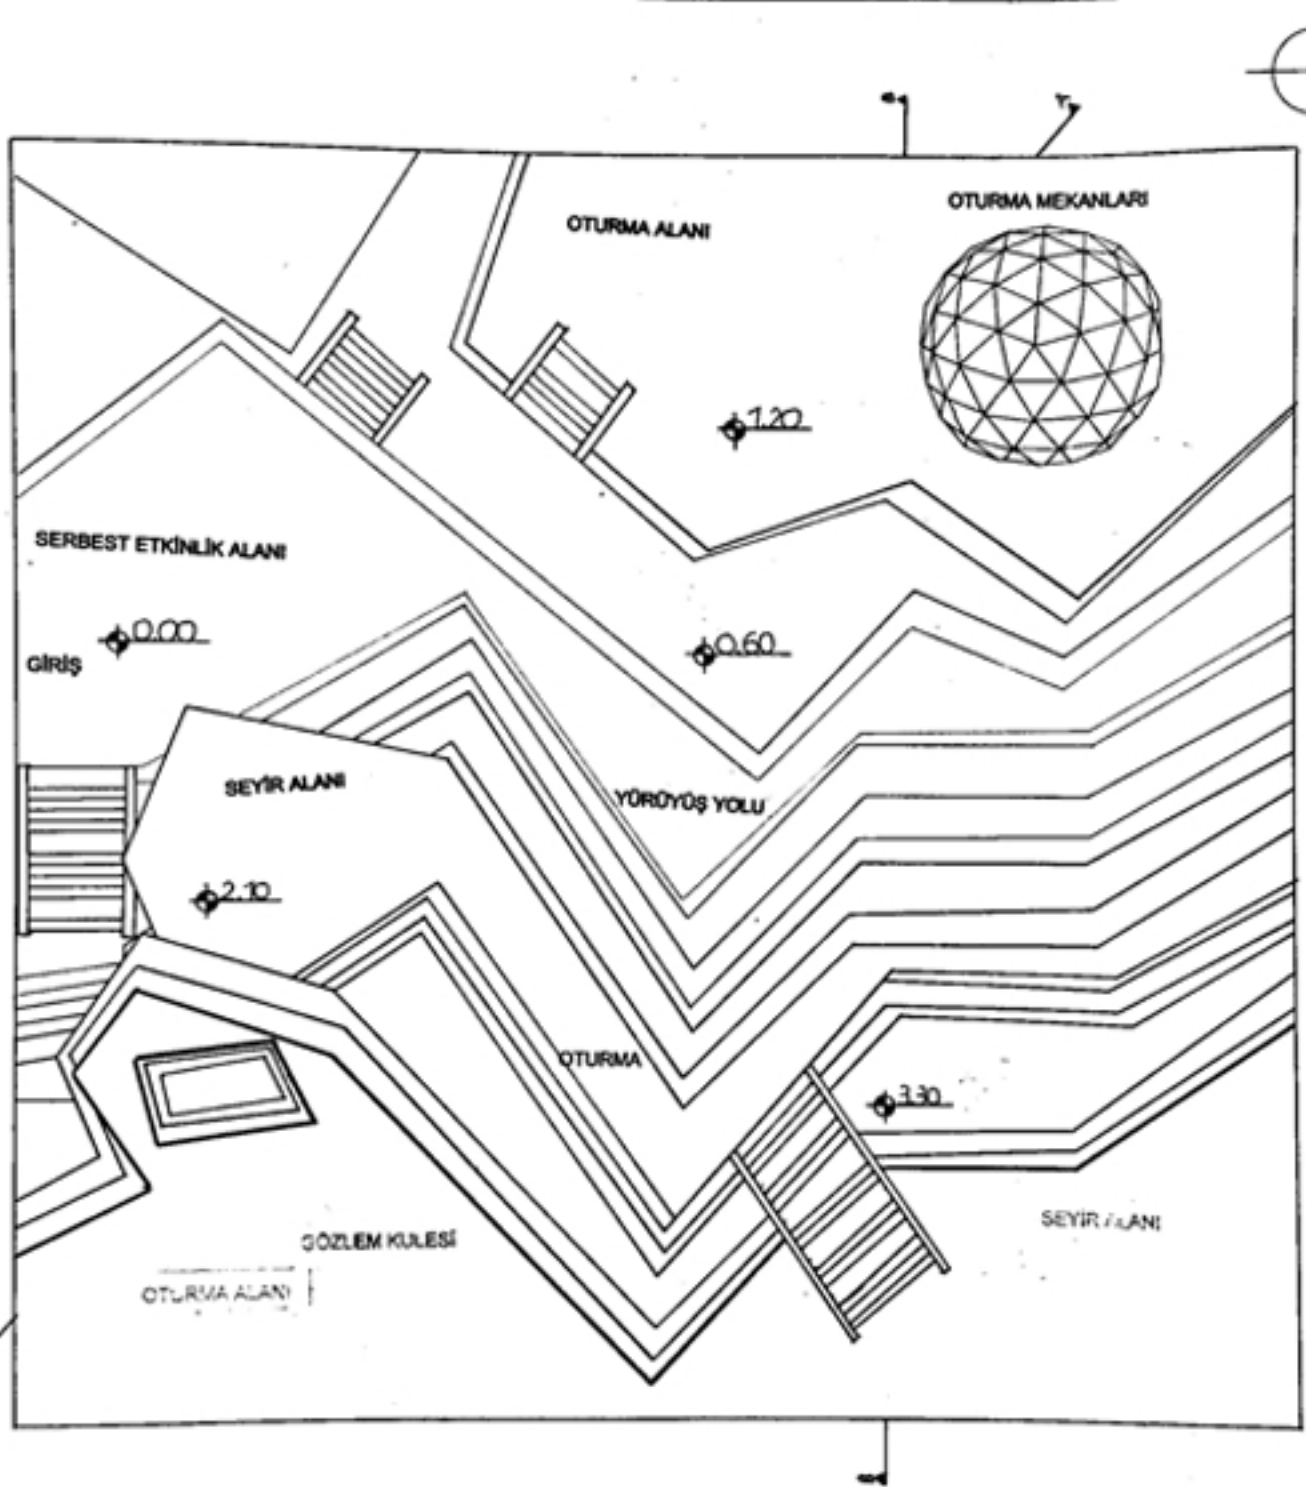 OTURMA MEKANLARI
OTURMA ALANI
1.20
SERBEST ETKİNLİK ALANI
0.00
0.60
GİRİŞ
SEYİR ALANI
YÜRÜYÜŞ YOLU
2.10
OTURMA
3.30
SEYİR ALANI
GÖZLEM KULESİ
OTURMA ALANI